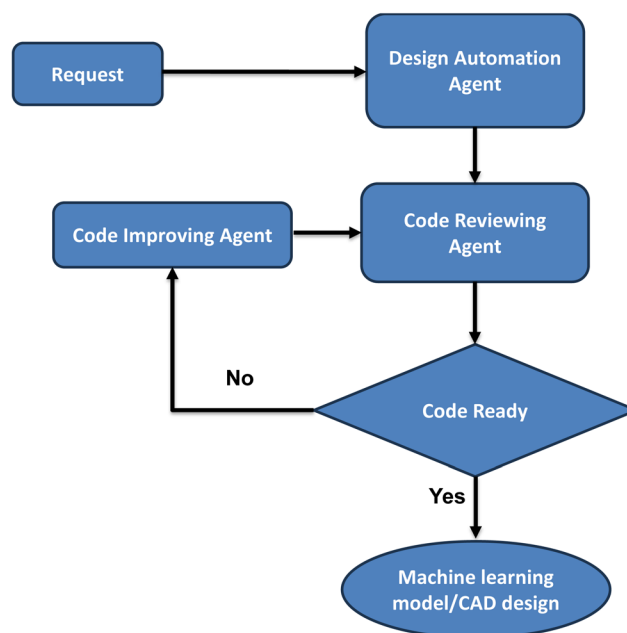 Request
Design Automation
Agent
Code Improving Agent
Code Reviewing
Agent
No
Code Ready
Yes
Machine learning
model/CAD design